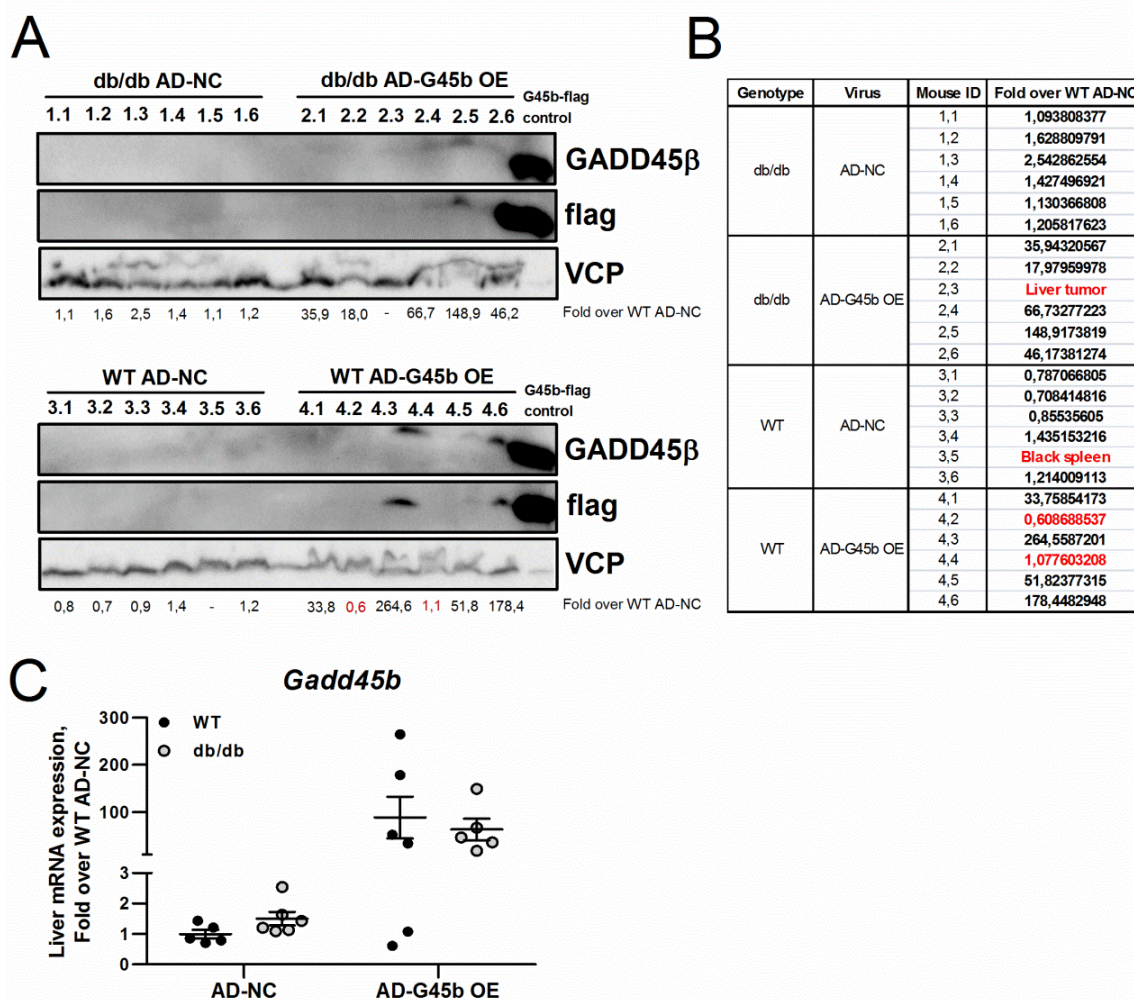 A
db/db AD-NC db/db AD-G45b OE G45b-flag
1.1 1.2 1.3 1.4 1.5 1.6 2.1 2.2 2.3 2.4 2.5 2.6 control
GADD45β
flag
VCP
1,1 1,6 2,5 1,4 1,1 1,2 35,9 18,0 - 66,7 148,9 46,2 Fold over WT AD-NC
WT AD-NC WT AD-G45b OE G45b-flag
3.1 3.2 3.3 3.4 3.5 3.6 4.1 4.2 4.3 4.4 4.5 4.6 control
GADD45β
flag
VCP
0,8 0,7 0,9 1,4 - 1,2 33,8 0,6 264,6 1,1 51,8 178,4 Fold over WT AD-NC
B
Genotype Virus Mouse ID Fold over WT AD-NC
db/db AD-NC
1,1 1,093808377
1,2 1,628809791
1,3 2,542862554
1,4 1,427496921
1,5 1,130366808
1,6 1,205817623
db/db AD-G45b OE
2,1 35,94320567
2,2 17,97959978
2,3 Liver tumor
2,4 66,73277223
2,5 148,9173819
2,6 46,17381274
WT AD-NC
3,1 0,787066805
3,2 0,708414816
3,3 0,85535605
3,4 1,435153216
3,5 Black spleen
3,6 1,214009113
WT AD-G45b OE
4,1 33,75854173
4,2 0,608688537
4,3 264,5587201
4,4 1,077603208
4,5 51,82377315
4,6 178,4482948
C
Gadd45b
Liver mRNA expression,
Fold over WT AD-NC
300
200
100
3
2
1
0
WT
db/db
AD-NC AD-G45b OE